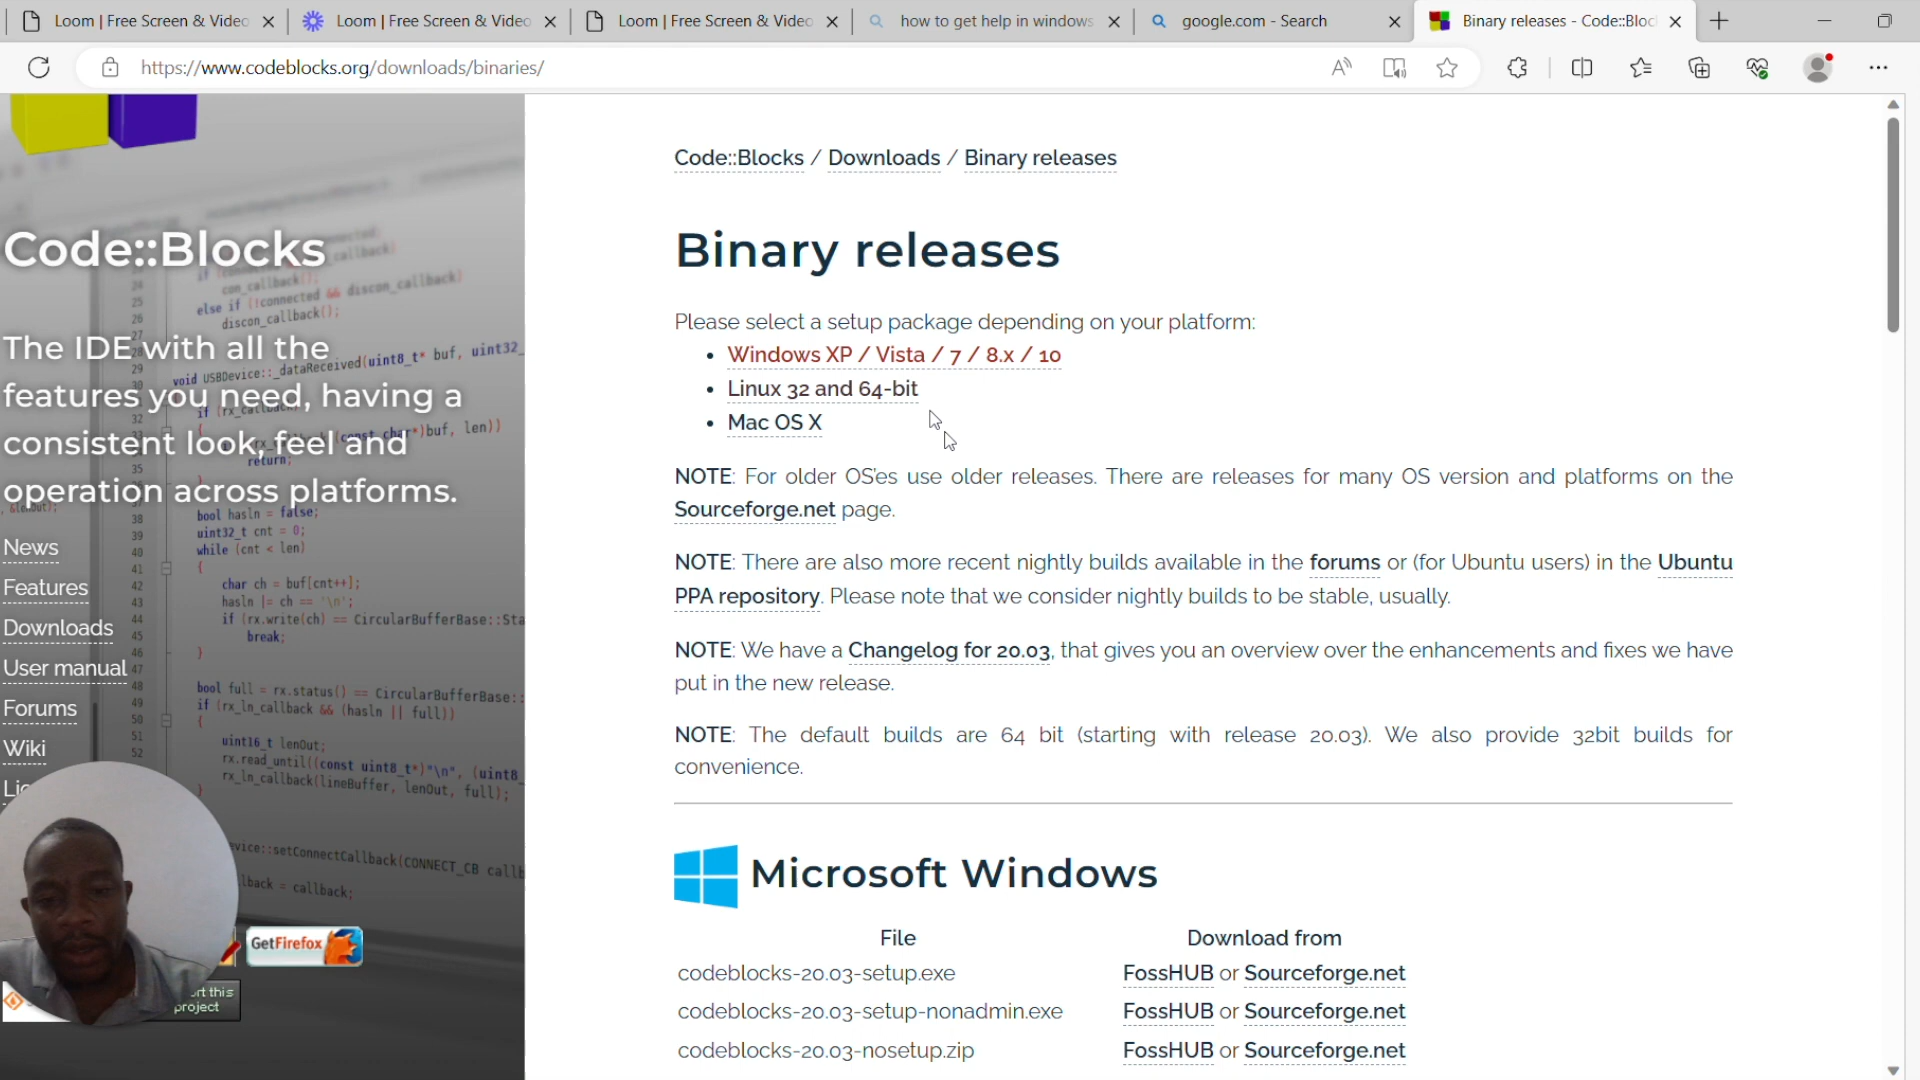 Loom | Free Screen & Video
Loom | Free Screen & Video
Loom | Free Screen & Video
how to get help in windows
google.com - Search
Binary releases - Code::Bloc
https://www.codeblocks.org/downloads/binaries/
Code::Blocks
The IDE with all the
features you need, having a
consistent look, feel and
operation across platforms.
News
Features
Downloads
User manual
Forums
Wiki
GetFirefox
project
Code::Blocks / Downloads / Binary releases
Binary releases
Please select a setup package depending on your platform:
• Windows XP / Vista / 7 / 8.x / 10
• Linux 32 and 64-bit
• Mac OS X
NOTE: For older OS'es use older releases. There are releases for many OS version and platforms on the
Sourceforge.net page.
NOTE: There are also more recent nightly builds available in the forums or (for Ubuntu users) in the Ubuntu
PPA repository. Please note that we consider nightly builds to be stable, usually.
NOTE: We have a Changelog for 20.03, that gives you an overview over the enhancements and fixes we have
put in the new release.
NOTE: The default builds are 64 bit (starting with release 20.03). We also provide 32bit builds for
convenience.
Microsoft Windows
File Download from
codeblocks-20.03-setup.exe FossHUB or Sourceforge.net
codeblocks-20.03-setup-nonadmin.exe FossHUB or Sourceforge.net
codeblocks-20.03-nosetup.zip FossHUB or Sourceforge.net